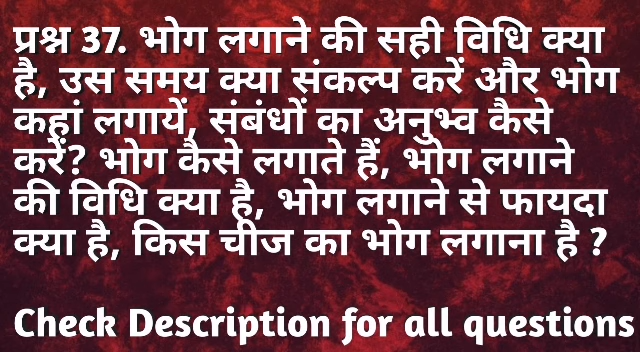 प्रश्न 37. भोग लगाने की सही विधि क्या
है, उस समय क्या संकल्प करें और भोग
कहां लगायें, संबंधों का अनुभ्व कैसे
करें? भोग कैसे लगाते हैं, भोग लगाने
की विधि क्या है, भोग लगाने से फायदा
क्या है, किस चीज का भोग लगाना है ?
Check Description for all questions